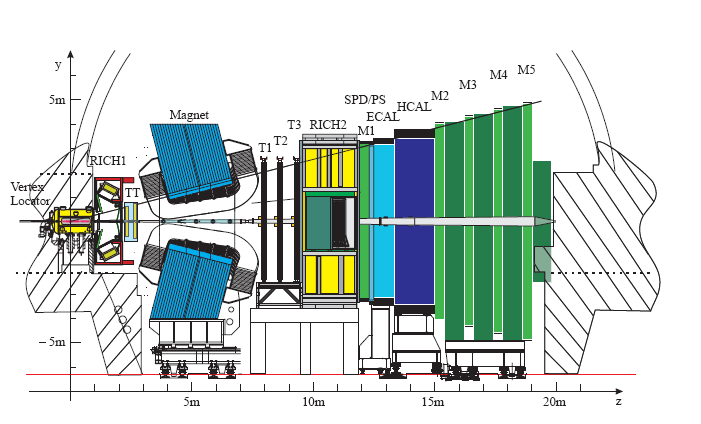 y
5m
Vertex
Locator
RICH1
TT
Magnet
T1
T2
T3
RICH2
M1
SPD/PS
ECAL
HCAL
M2
M3
M4
M5
− 5m
5m
10m
15m
20m
z